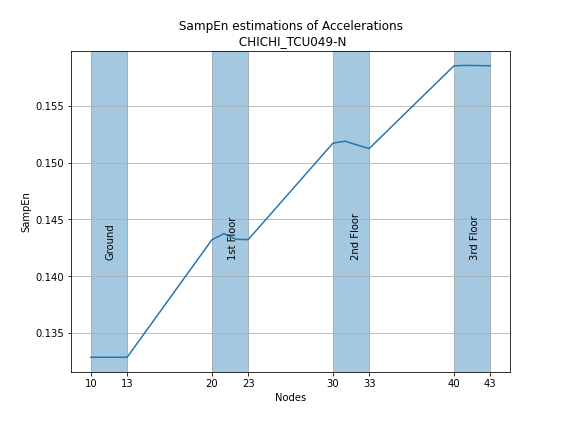 SampEn estimations of Accelerations
CHICHI_TCU049-N
SampEn
0.155
0.150
0.145
0.140
0.135
Ground
1st Floor
2nd Floor
3rd Floor
10 13 20 23 30 33 40 43
Nodes